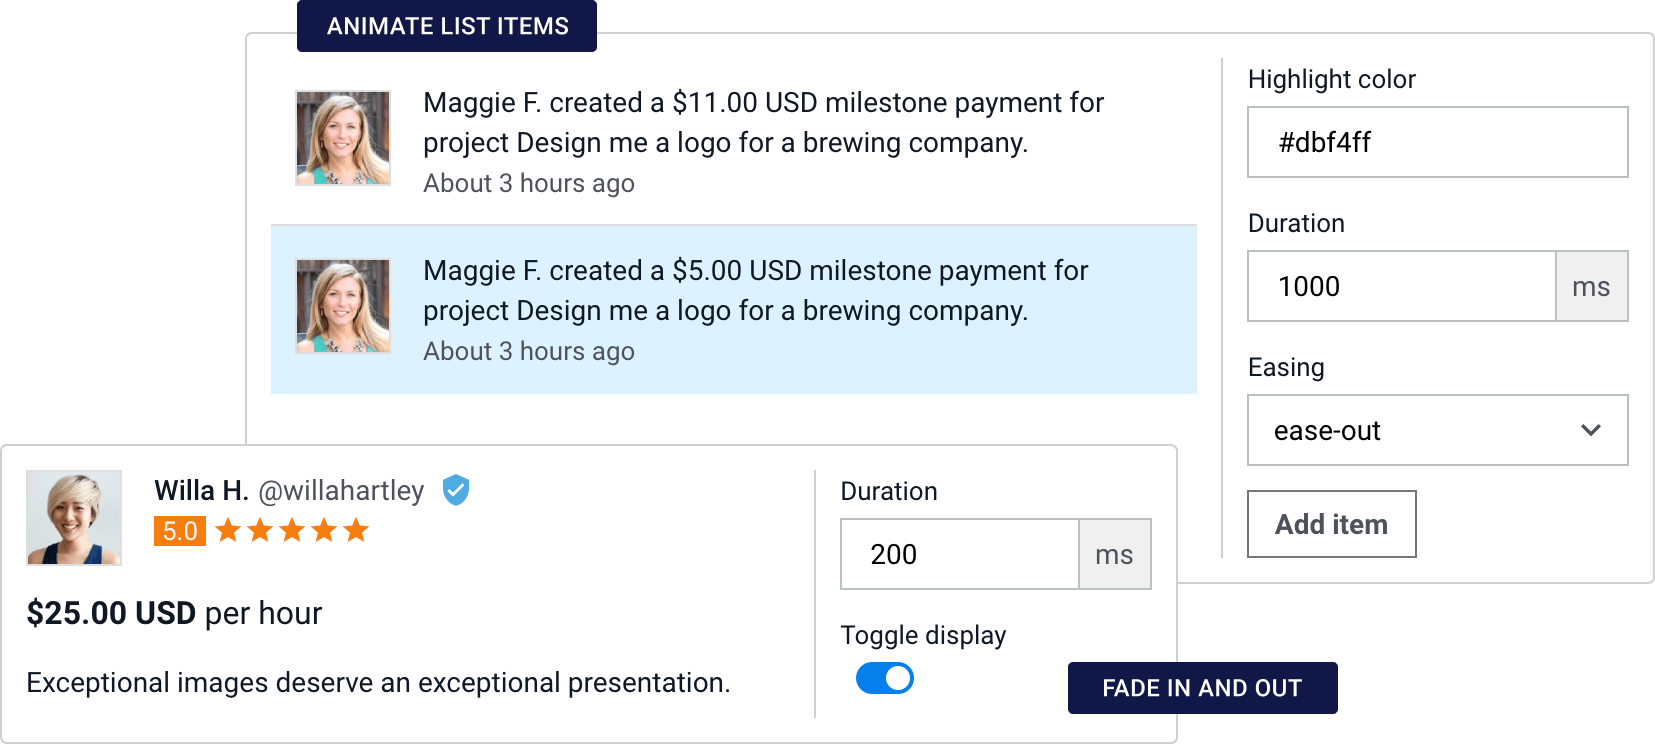 ANIMATE LIST ITEMS
Maggie F. created a $11.00 USD milestone payment for
project Design me a logo for a brewing company.
About 3 hours ago
Maggie F. created a $5.00 USD milestone payment for
project Design me a logo for a brewing company.
About 3 hours ago
Highlight color
#dbf4ff
Duration
1000 ms
Easing
ease-out
Add item
Willa H. @willahartley
5.0
$25.00 USD per hour
Exceptional images deserve an exceptional presentation.
Duration
200 ms
Toggle display
FADE IN AND OUT